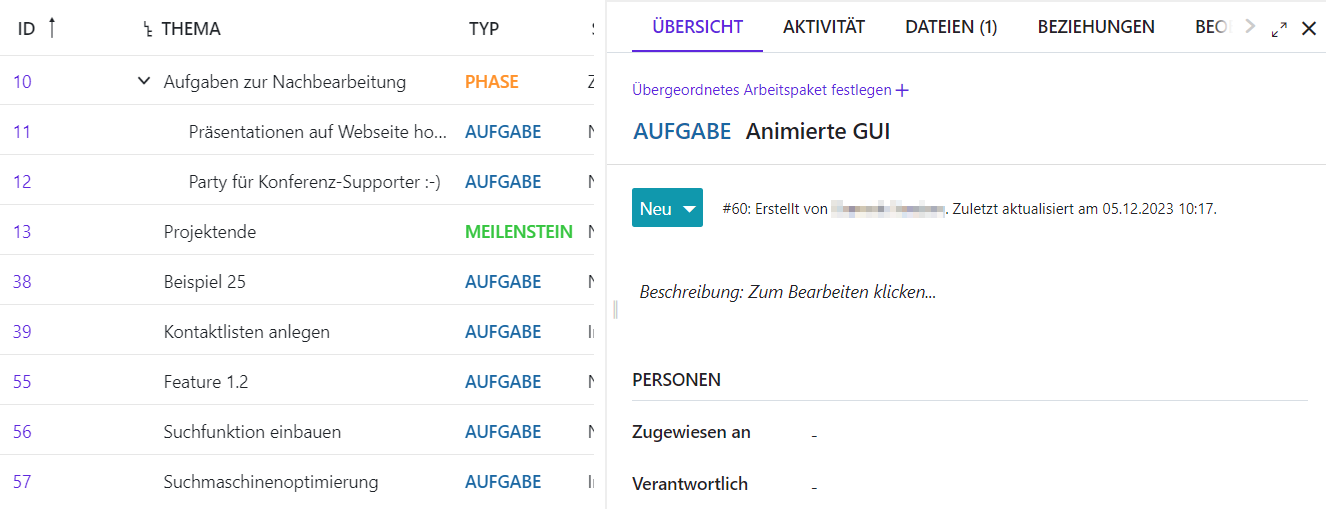 ID THEMA TYP
10 Aufgaben zur Nachbearbeitung PHASE
11 Präsentationen auf Webseite ho... AUFGABE
12 Party für Konferenz-Supporter :-) AUFGABE
13 Projektende MEILENSTEIN
38 Beispiel 25 AUFGABE
39 Kontaktlisten anlegen AUFGABE
55 Feature 1.2 AUFGABE
56 Suchfunktion einbauen AUFGABE
57 Suchmaschinenoptimierung AUFGABE
ÜBERSICHT AKTIVITÄT DATEIEN (1) BEZIEHUNGEN
Übergeordnetes Arbeitspaket festlegen +
AUFGABE Animierte GUI
Neu #60: Erstellt von . Zuletzt aktualisiert am 05.12.2023 10:17.
Beschreibung: Zum Bearbeiten klicken...
PERSONEN
Zugewiesen an -
Verantwortlich -